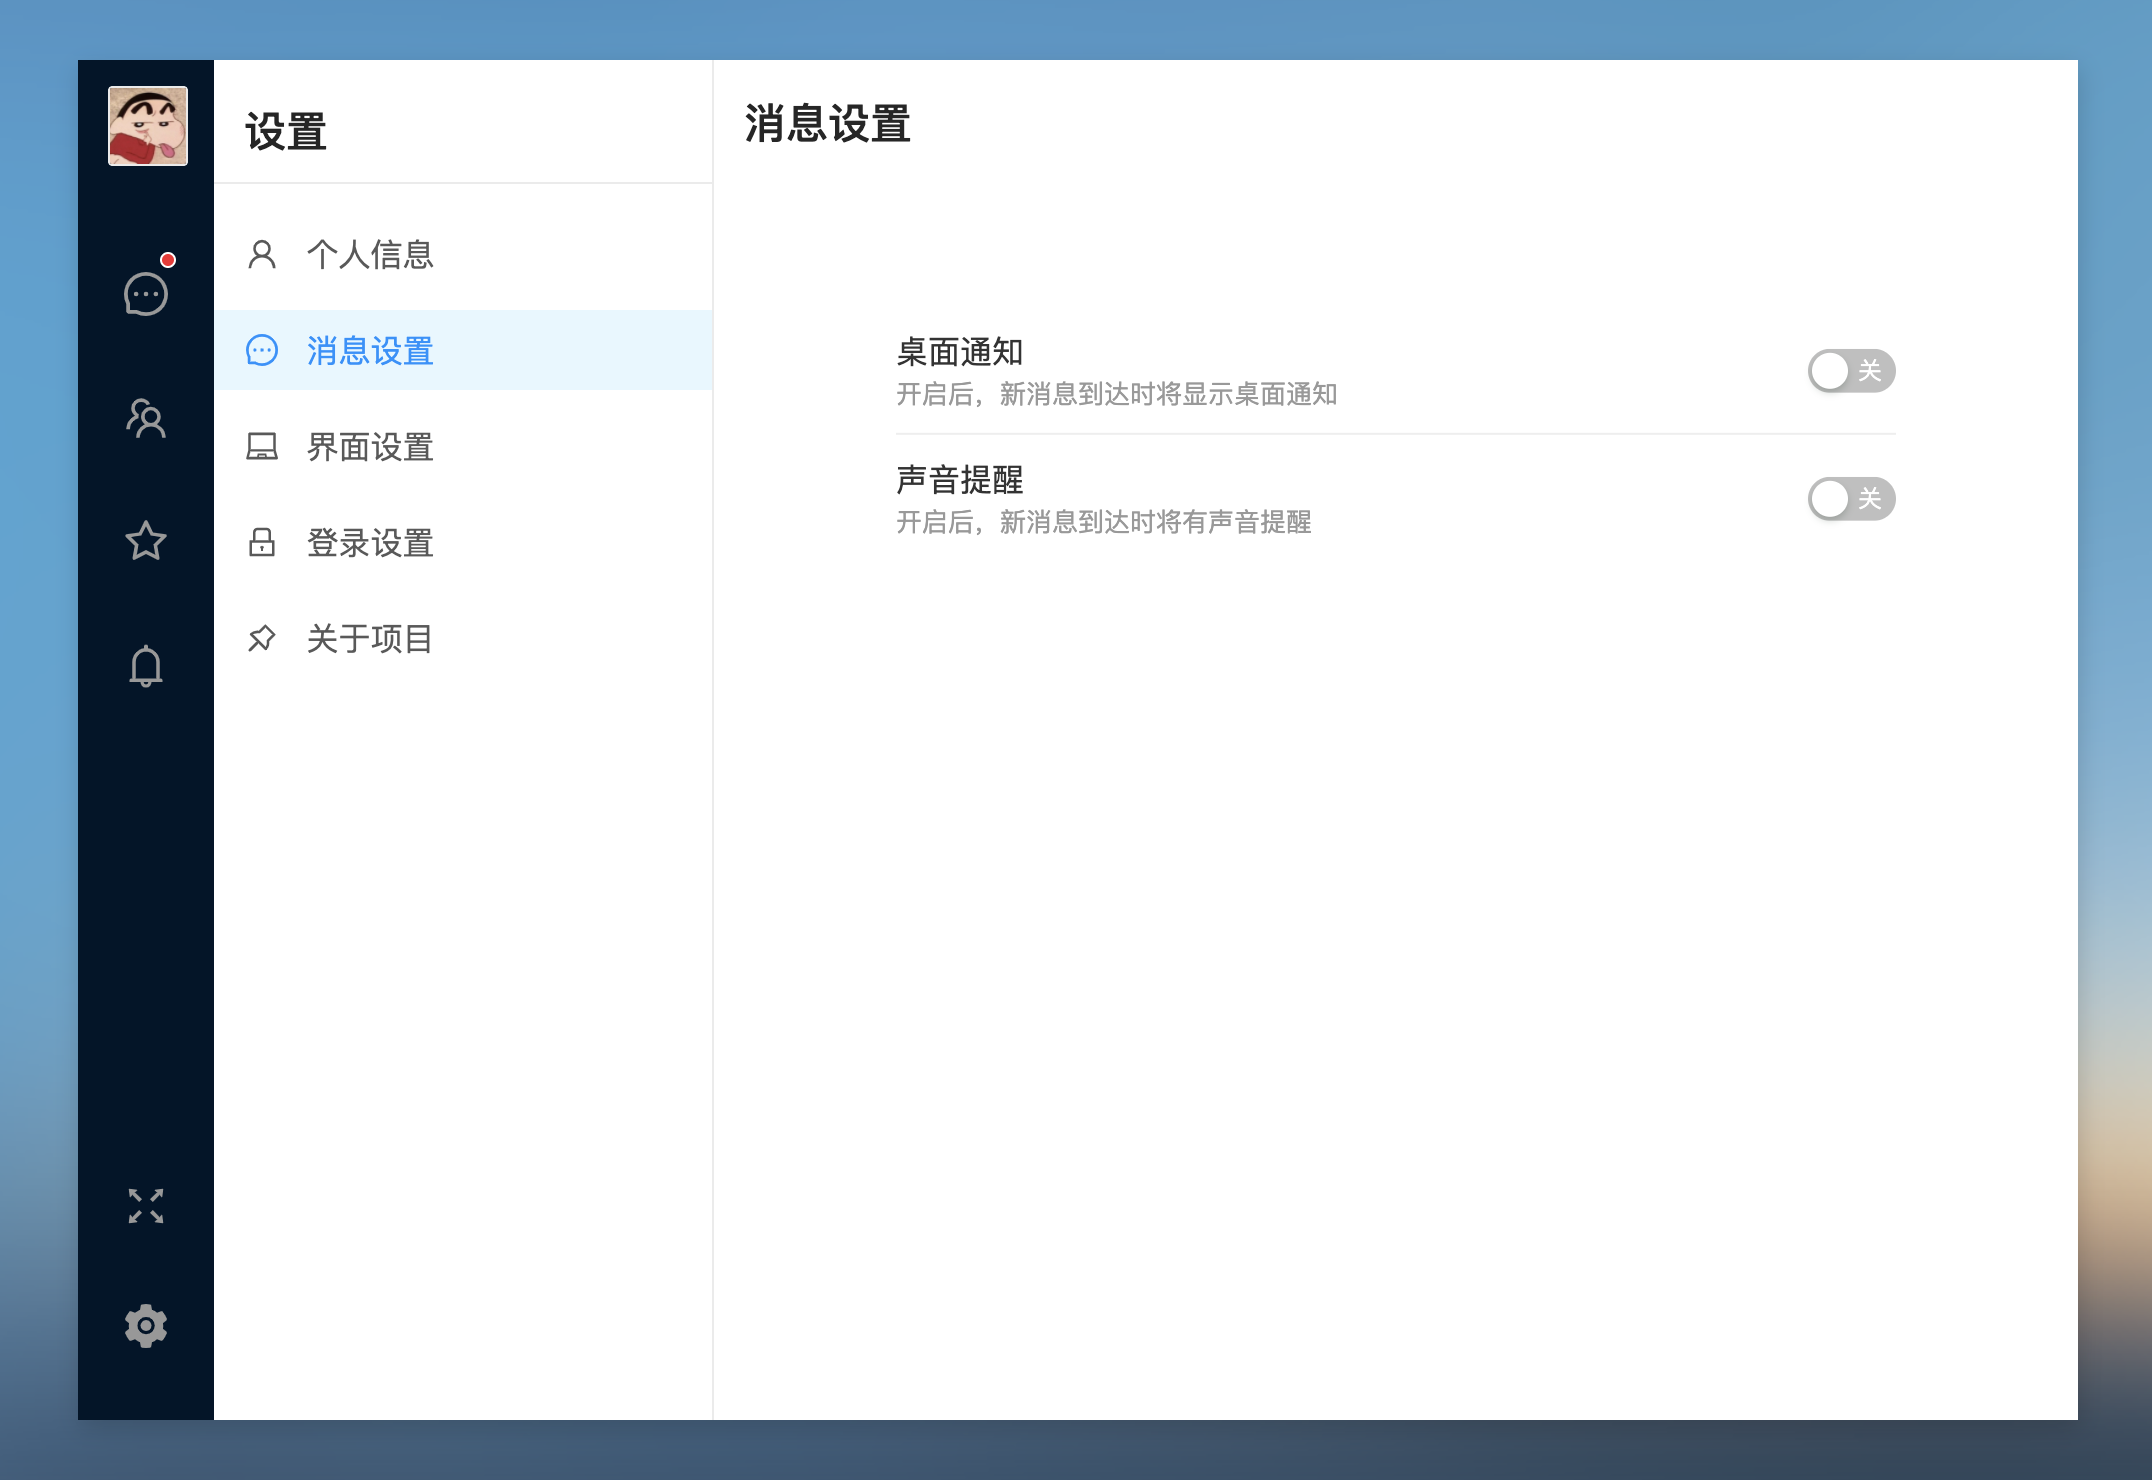 设置
个人信息
消息设置
界面设置
登录设置
关于项目
消息设置
桌面通知
开启后，新消息到达时将显示桌面通知
关
声音提醒
开启后，新消息到达时将有声音提醒
关